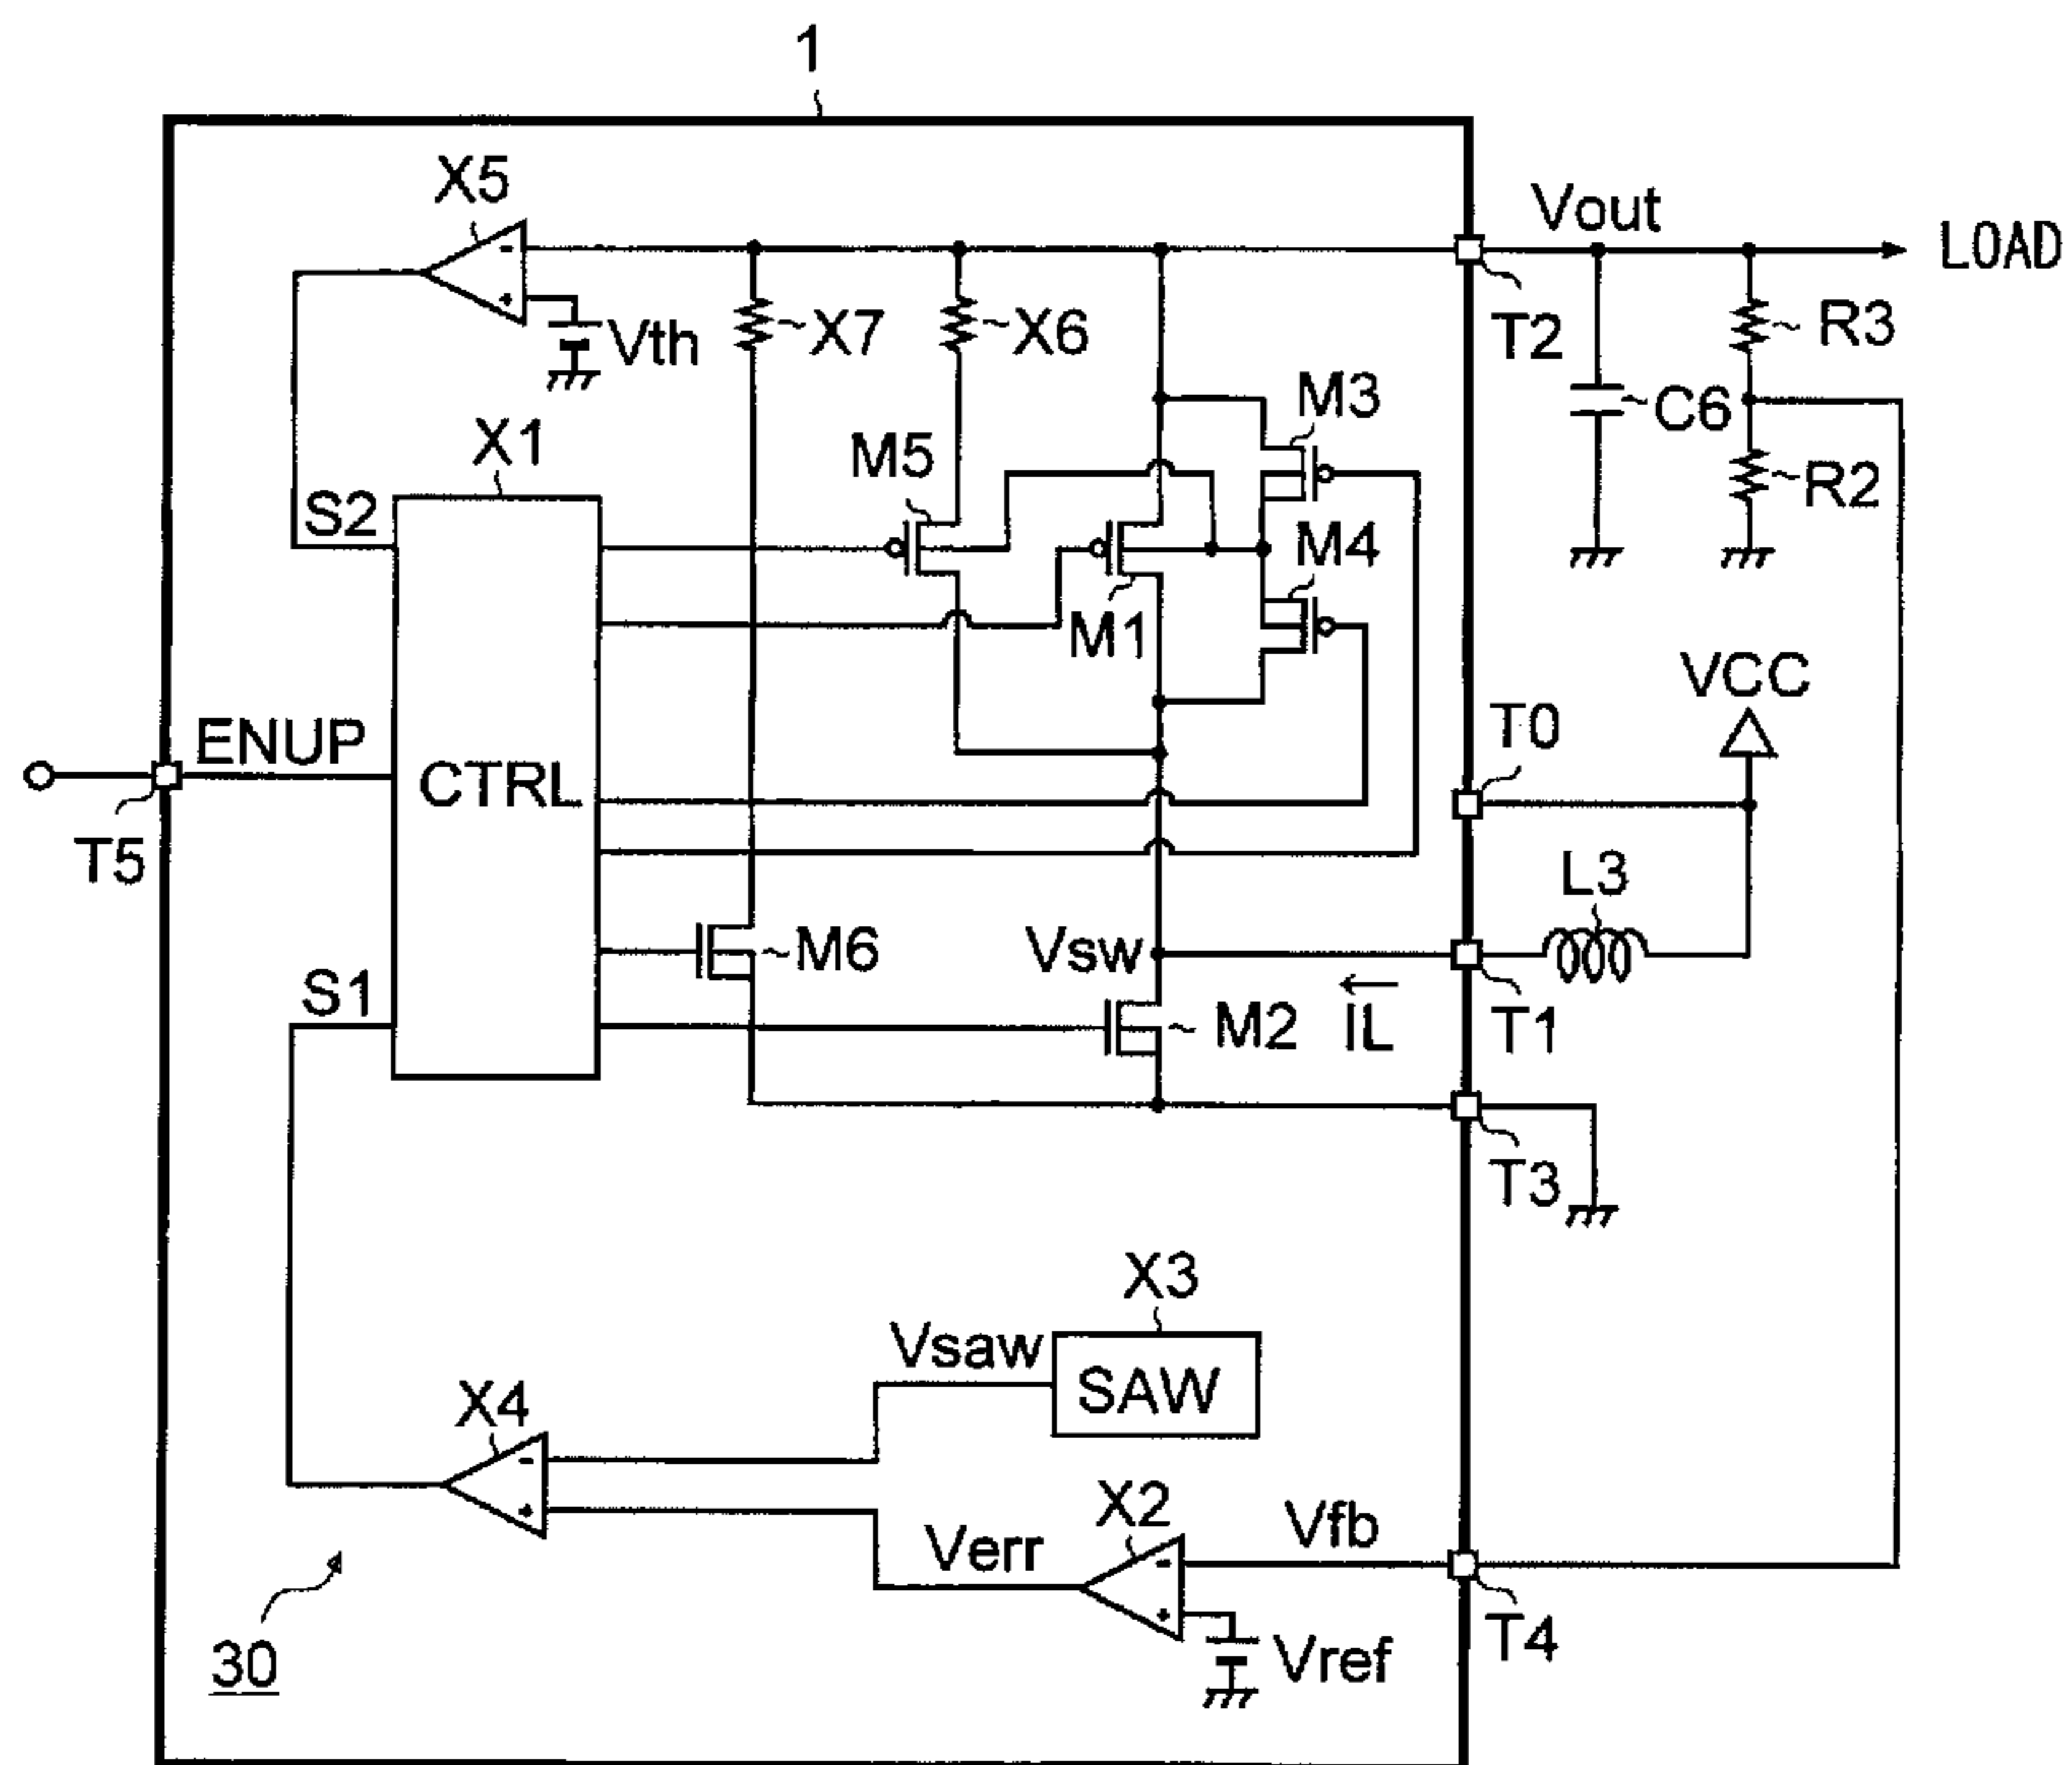 1
X5
Vout
LOAD
Vth
X7
X6
T2
R3
M3
C6
X1
M5
R2
S2
M4
M1
VCC
T0
ENUP
CTRL
T5
L3
Vsw
M6
S1
M2
IL
T1
T3
X3
Vsaw
SAW
X4
X2
Vfb
Verr
T4
30
Vref